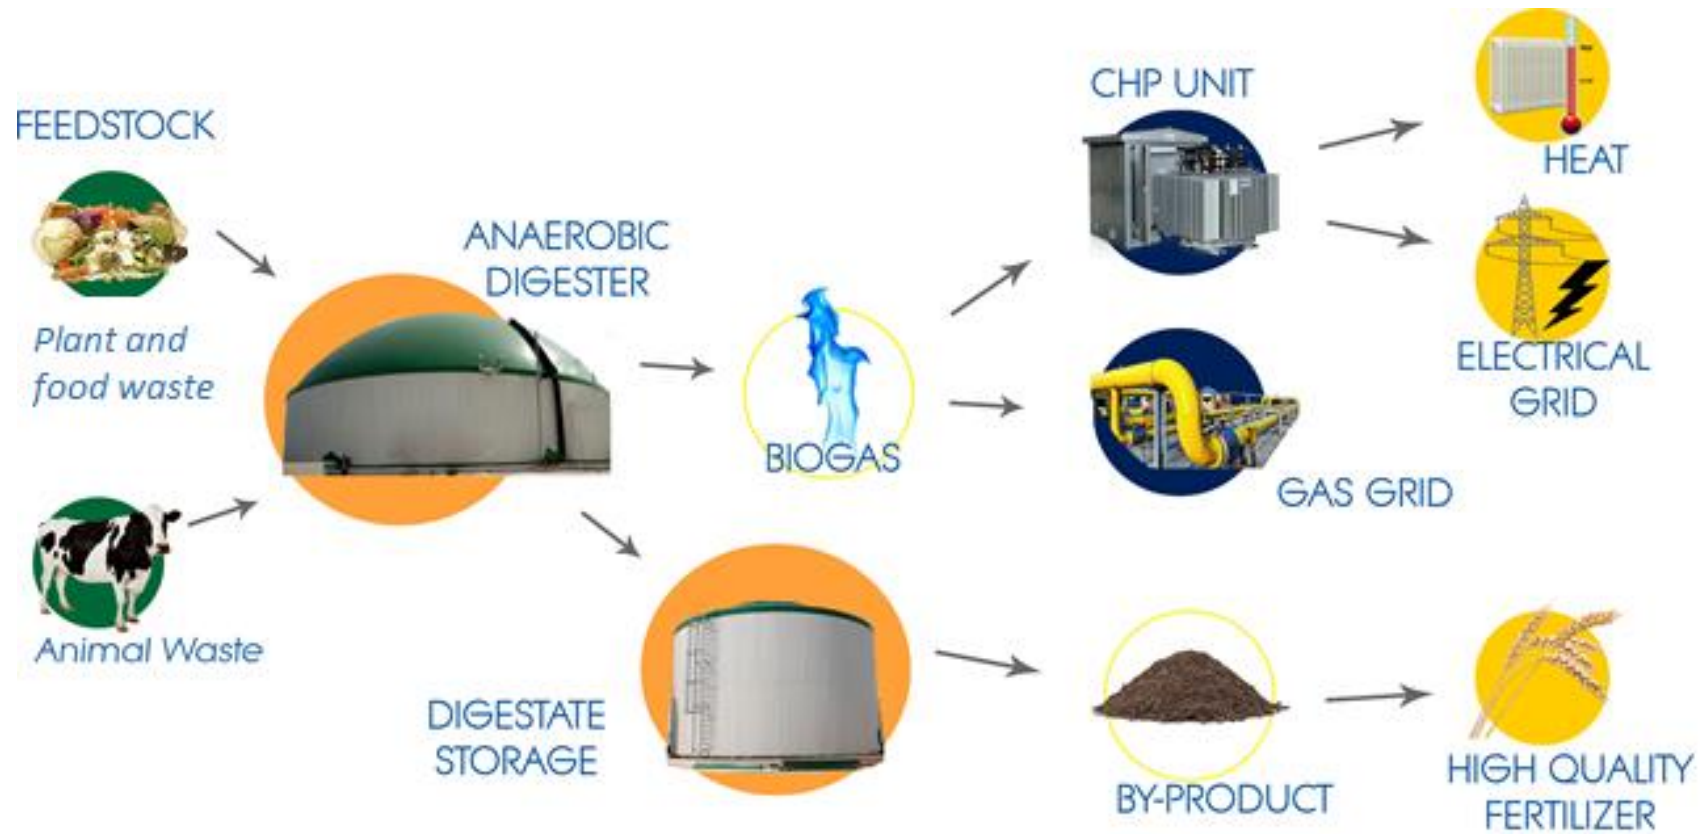 FEEDSTOCK
Plant and
food waste
Animal Waste
ANAEROBIC
DIGESTER
BIOGAS
DIGESTATE
STORAGE
CHP UNIT
GAS GRID
HEAT
ELECTRICAL
GRID
BY-PRODUCT
HIGH QUALITY
FERTILIZER